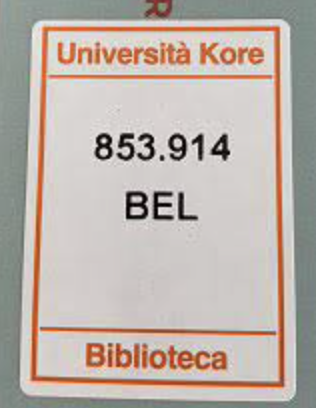 R
Università Kore
853.914
BEL
Biblioteca